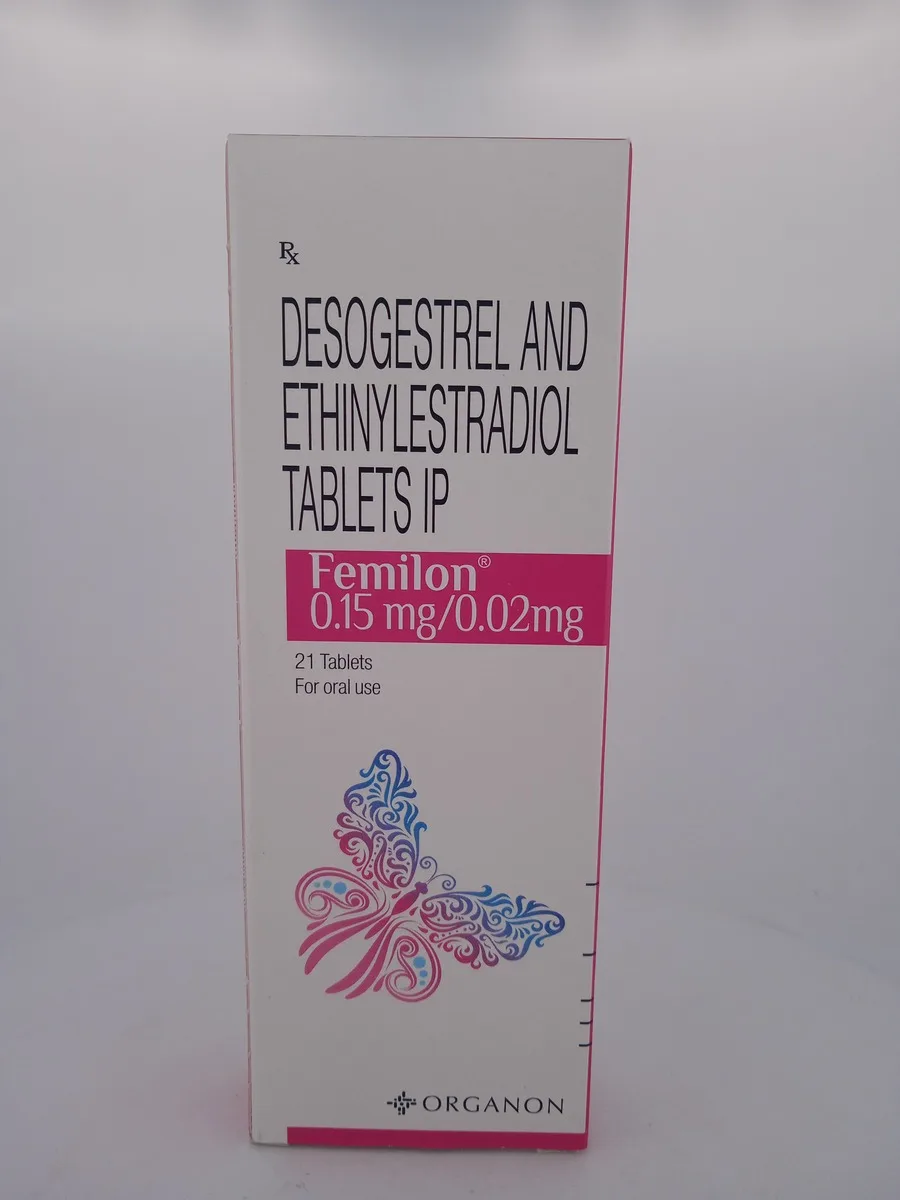 Rx
DESOGESTREL AND
ETHINYLESTRADIOL
TABLETS IP
Femilon®
0.15 mg/0.02mg
21 Tablets
For oral use
ORGANON